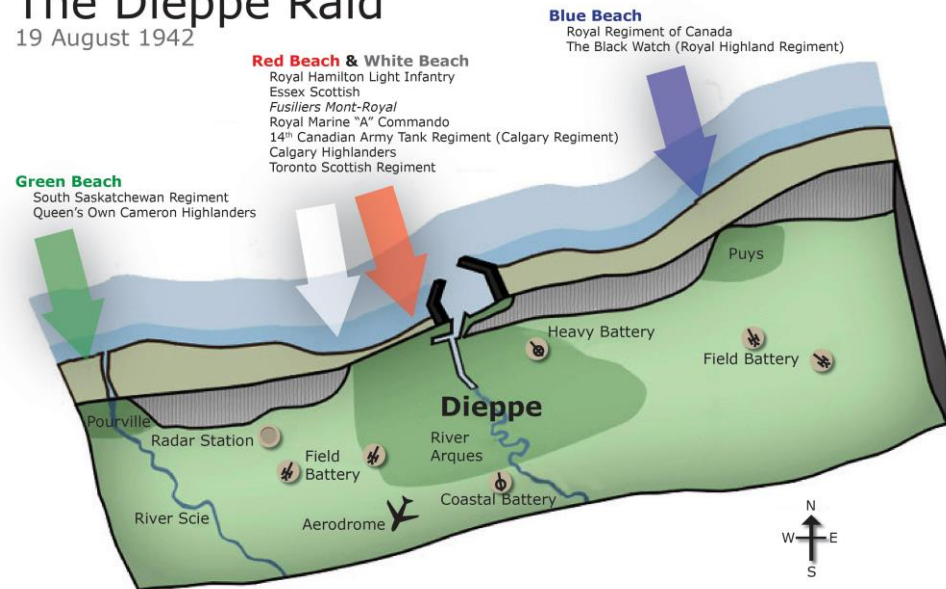 The Dieppe Raid
19 August 1942
Blue Beach
Royal Regiment of Canada
The Black Watch (Royal Highland Regiment)
Red Beach & White Beach
Royal Hamilton Light Infantry
Essex Scottish
Fusiliers Mont-Royal
Royal Marine “A” Commando
14th Canadian Army Tank Regiment (Calgary Regiment)
Calgary Highlanders
Toronto Scottish Regiment
Green Beach
South Saskatchewan Regiment
Queen’s Own Cameron Highlanders
Puys
Heavy Battery
Field Battery
Dieppe
Pourville
Radar Station
River
Arques
Field
Battery
Coastal Battery
River Scie
Aerodrome
N
W E
S